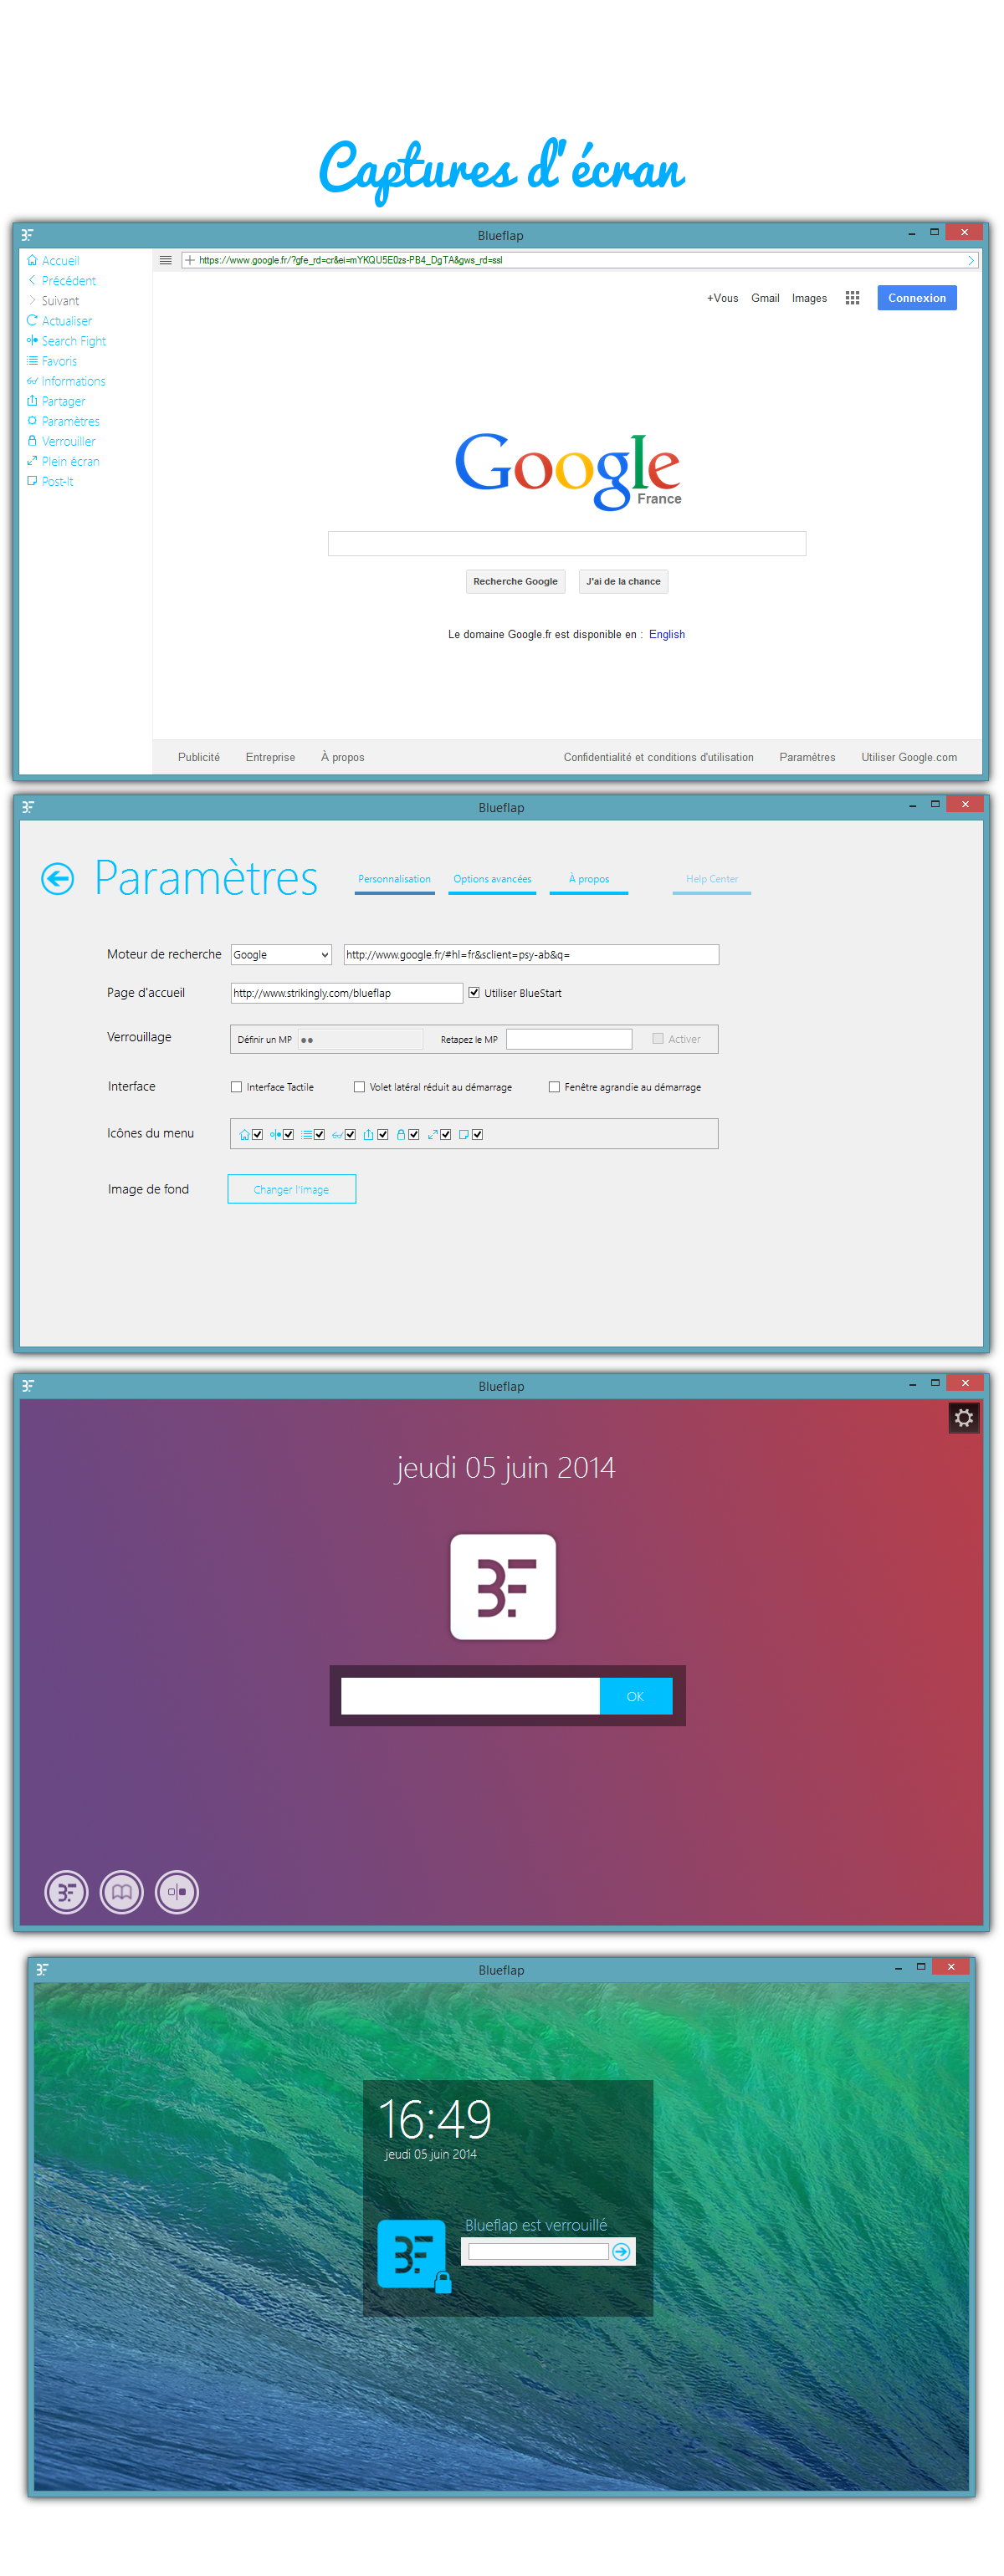 Captures d'écran
Blueflap
Accueil
Précédent
Suivant
Actualiser
Search Fight
Favoris
Informations
Partager
Paramètres
Verrouiller
Plein écran
Post-it
https://www.google.fr/?gfe_rd=cr&ei=mYKQU5E0zs-PB4_DgTA&gws_rd=ssl
+Vous Gmail Images Connexion
Google
France
Recherche Google J'ai de la chance
Le domaine Google.fr est disponible en : English
Publicité Entreprise À propos Confidentialité et conditions d'utilisation Paramètres Utiliser Google.com
Blueflap
Paramètres Personnalisation Options avancées À propos Help Center
Moteur de recherche Google http://www.google.fr/#hl=fr&sclient=psy-ab&q=
Page d'accueil http://www.strikingly.com/blueflap Utiliser BlueStart
Verrouillage Définir un MP Retapez le MP Activer
Interface Interface Tactile Volet latéral réduit au démarrage Fenêtre agrandie au démarrage
Icônes du menu
Image de fond Changer l'image
Blueflap
jeudi 05 juin 2014
BF
OK
BF
Blueflap
16:49
jeudi 05 juin 2014
Blueflap est verrouillé
BF